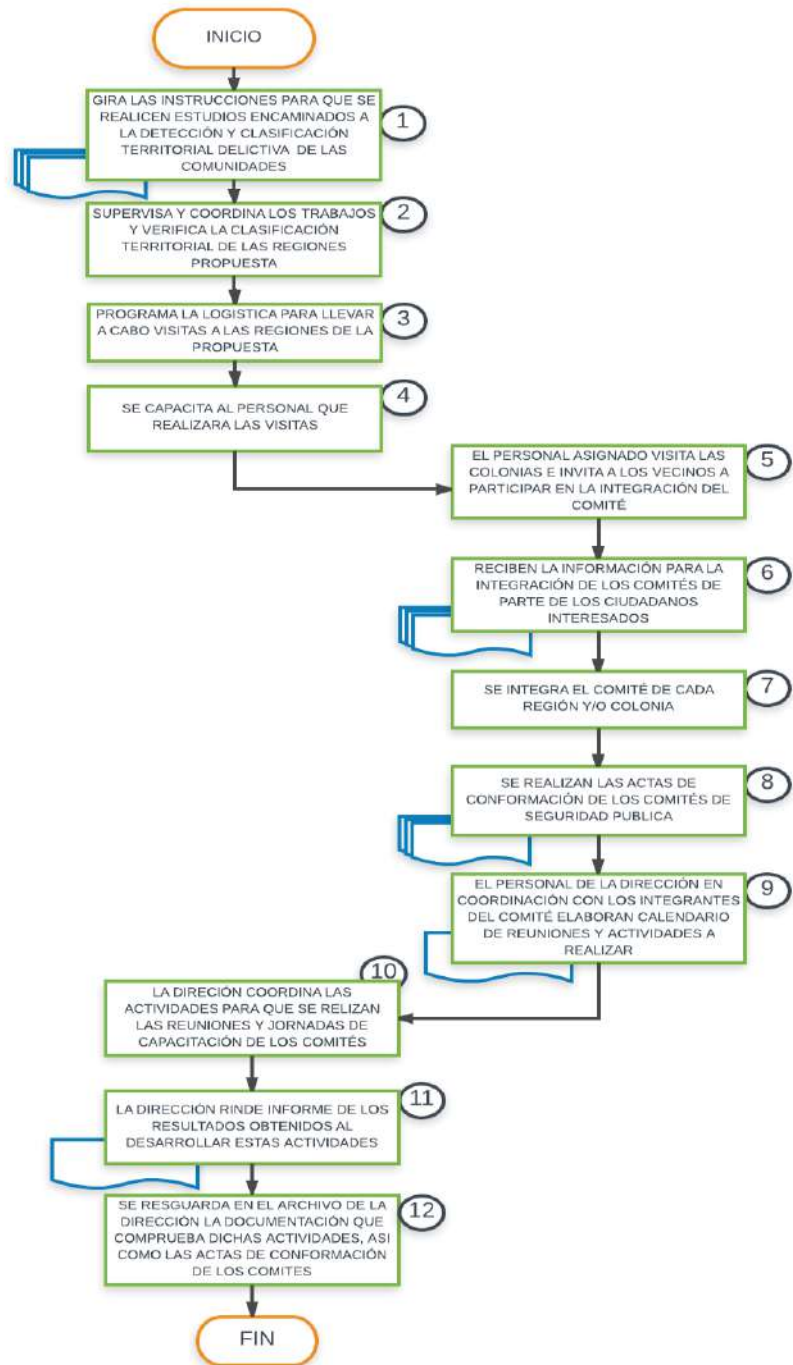 INICIO
GIRA LAS INSTRUCCIONES PARA QUE SE
REALICEN ESTUDIOS ENCAMINADOS A
LA DETECCIÓN Y CLASIFICACIÓN
TERRITORIAL DELICTIVA DE LAS
COMUNIDADES
1
SUPERVISA Y COORDINA LOS TRABAJOS
Y VERIFICA LA CLASIFICACIÓN
TERRITORIAL DE LAS REGIONES
PROPUESTA
2
PROGRAMA LA LOGISTICA PARA LLEVAR
A CABO VISITAS A LAS REGIONES DE LA
PROPUESTA
3
SE CAPACITA AL PERSONAL QUE
REALIZARA LAS VISITAS
4
EL PERSONAL ASIGNADO VISITA LAS
COLONIAS E INVITA A LOS VECINOS A
PARTICIPAR EN LA INTEGRACIÓN DEL
COMITÉ
5
RECIBEN LA INFORMACIÓN PARA LA
INTEGRACIÓN DE LOS COMITÉS DE
PARTE DE LOS CIUDADANOS
INTERESADOS
6
SE INTEGRA EL COMITÉ DE CADA
REGIÓN Y/O COLONIA
7
SE REALIZAN LAS ACTAS DE
CONFORMACIÓN DE LOS COMITÉS DE
SEGURIDAD PUBLICA
8
EL PERSONAL DE LA DIRECCIÓN EN
COORDINACIÓN CON LOS INTEGRANTES
DEL COMITÉ ELABORAN CALENDARIO
DE REUNIONES Y ACTIVIDADES A
REALIZAR
9
LA DIRECIÓN COORDINA LAS
ACTIVIDADES PARA QUE SE RELIZAN
LAS REUNIONES Y JORNADAS DE
CAPACITACIÓN DE LOS COMITÉS
10
LA DIRECCIÓN RINDE INFORME DE LOS
RESULTADOS OBTENIDOS AL
DESARROLLAR ESTAS ACTIVIDADES
11
SE RESGUARDA EN EL ARCHIVO DE LA
DIRECCIÓN LA DOCUMENTACIÓN QUE
COMPRUEBA DICHAS ACTIVIDADES, ASI
COMO LAS ACTAS DE CONFORMACIÓN
DE LOS COMITES
12
FIN